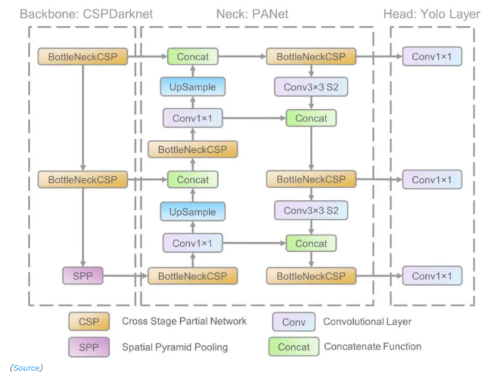 Backbone: CSPDarknet Neck: PANet Head: Yolo Layer
BottleNeckCSP Concat BottleNeckCSP Conv1×1
UpSample Conv3×3 S2
Conv1×1 Concat
BottleNeckCSP
BottleNeckCSP Concat BottleNeckCSP Conv1×1
UpSample Conv3×3 S2
Conv1×1 Concat
SPP BottleNeckCSP BottleNeckCSP Conv1×1
CSP Cross Stage Partial Network Conv Convolutional Layer
SPP Spatial Pyramid Pooling Concat Concatenate Function
(Source)